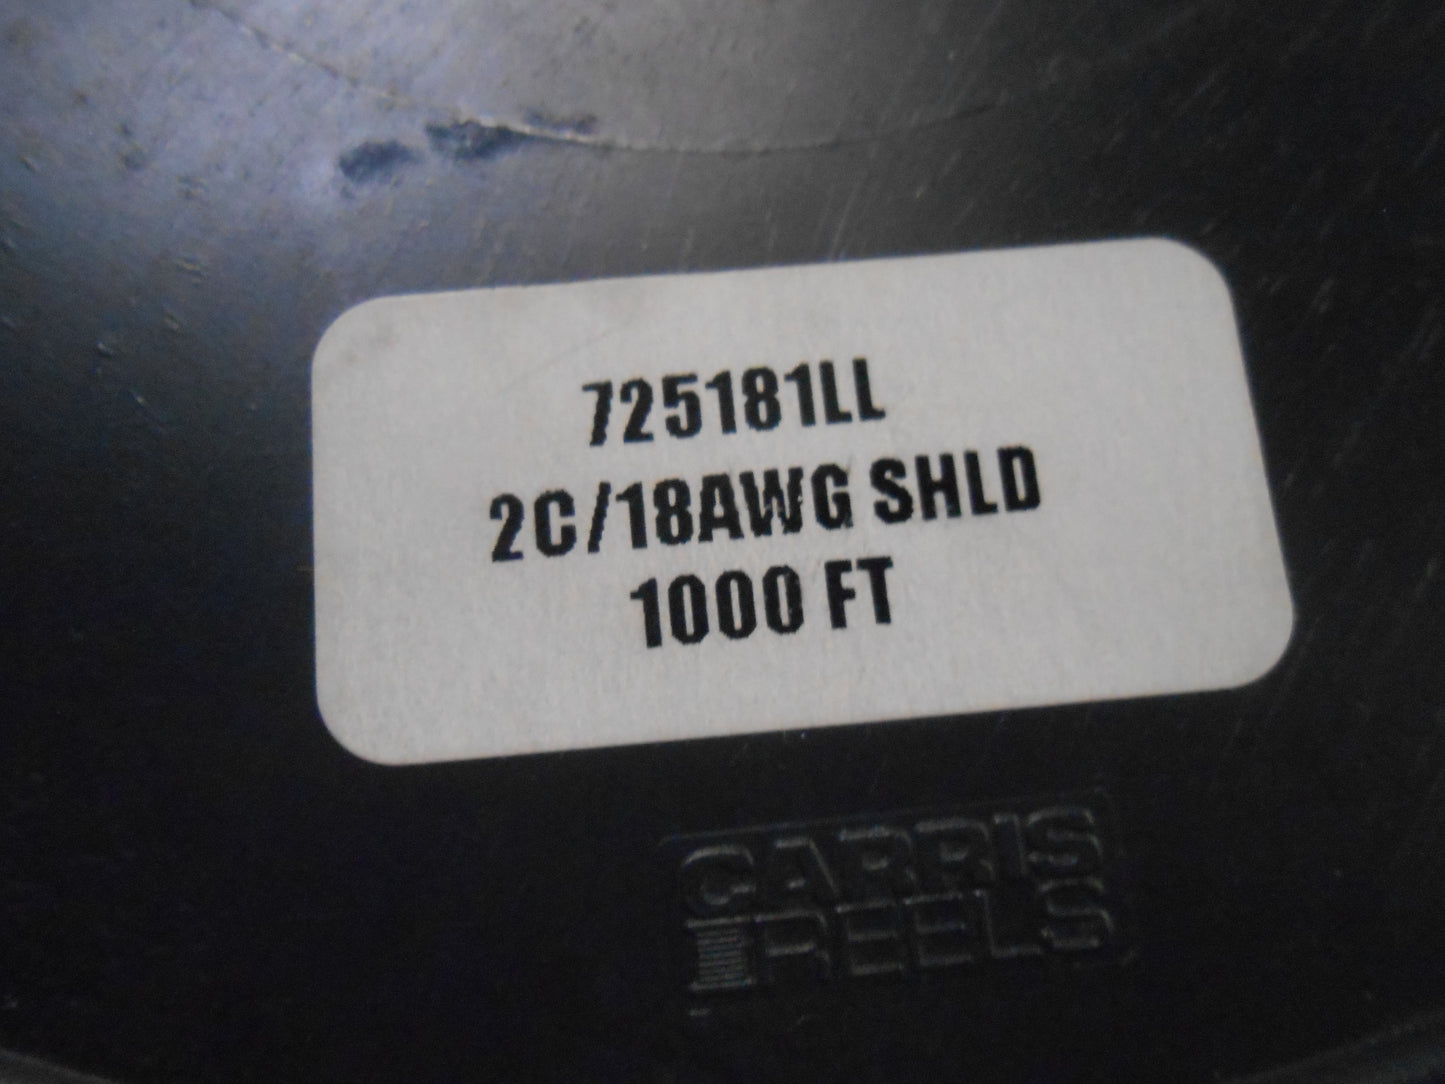 725181LL
2C/18AWG SHLD
1000 FT
CARRIS
REELS